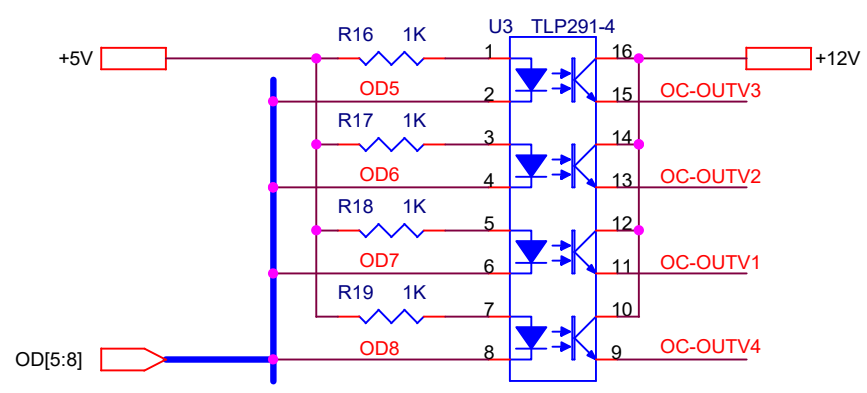 U3 TLP291-4
R16 1K
+5V
1
16
+12V
OD5
2
15
OC-OUTV3
R17 1K
3
14
OD6
4
13
OC-OUTV2
R18 1K
5
12
OD7
6
11
OC-OUTV1
R19 1K
7
10
OD8
8
9
OC-OUTV4
OD[5:8]